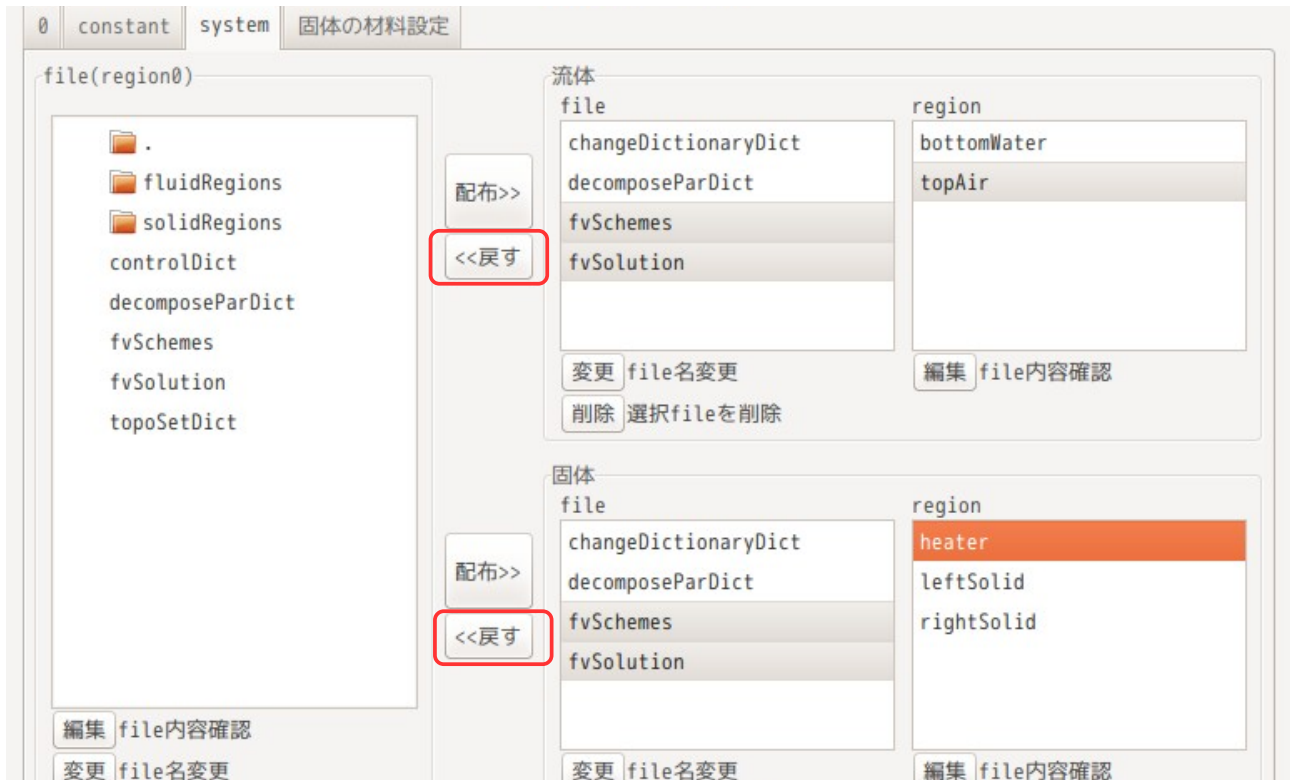 0 constant system 固体の材料設定
file(region0)
.
fluidRegions
solidRegions
controlDict
decomposeParDict
fvSchemes
fvSolution
topoSetDict
編集 file内容確認
変更 file名変更
配布>>
<<戻す
流体
file
changeDictionaryDict
decomposeParDict
fvSchemes
fvSolution
変更 file名変更
削除 選択fileを削除
region
bottomWater
topAir
編集 file内容確認
配布>>
<<戻す
固体
file
changeDictionaryDict
decomposeParDict
fvSchemes
fvSolution
変更 file名変更
region
heater
leftSolid
rightSolid
編集 file内容確認